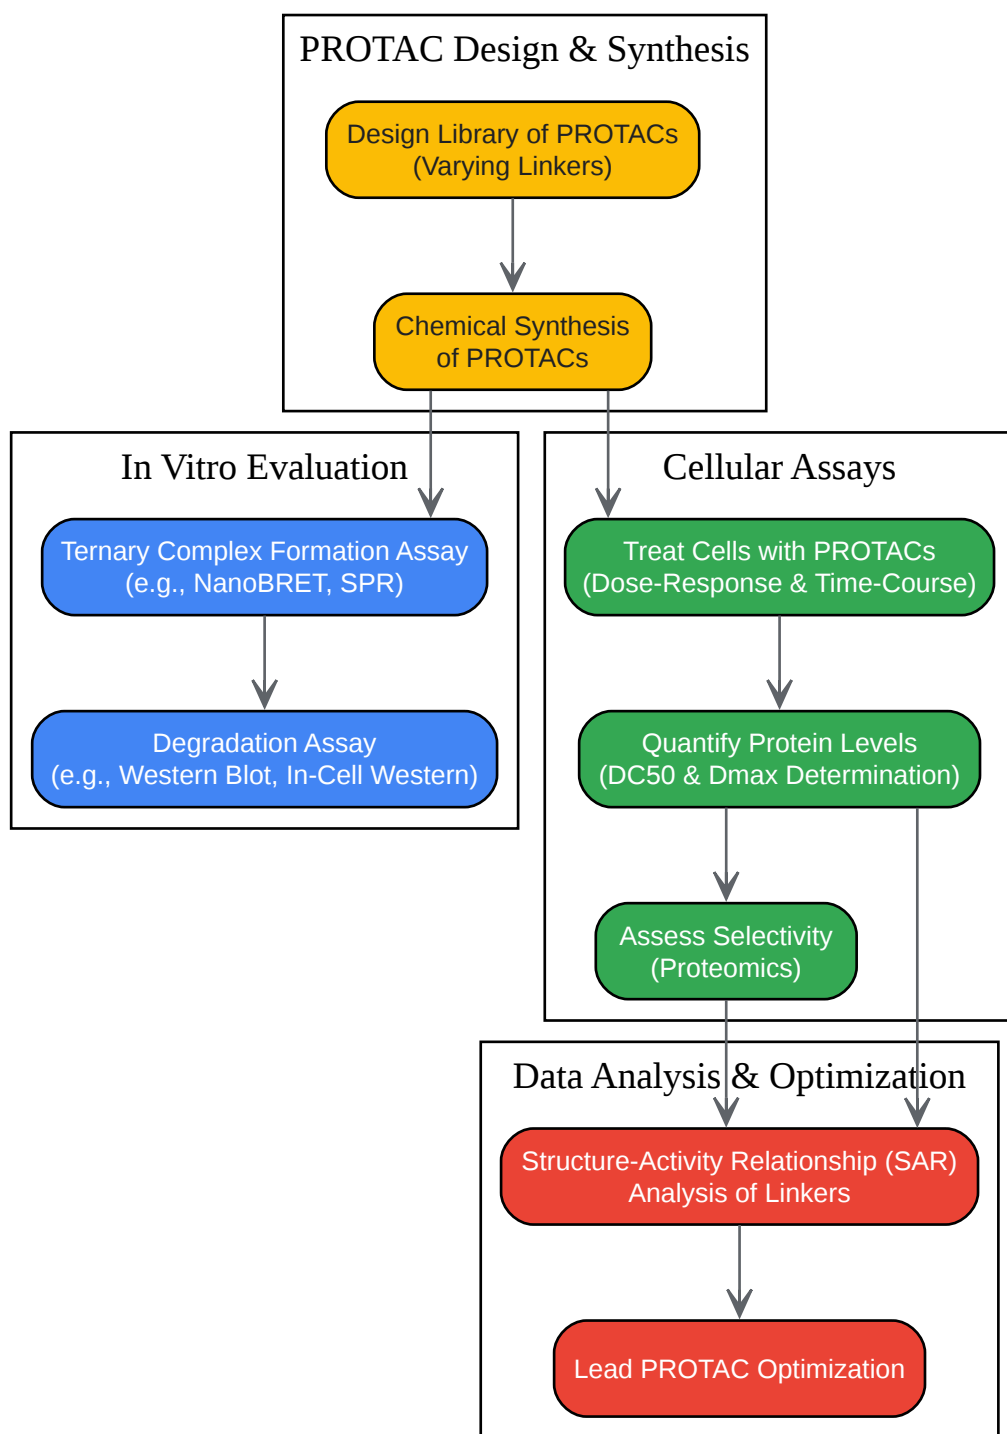 PROTAC Design & Synthesis
Design Library of PROTACs
(Varying Linkers)
Chemical Synthesis
of PROTACs
In Vitro Evaluation
Ternary Complex Formation Assay
(e.g., NanoBRET, SPR)
Degradation Assay
(e.g., Western Blot, In-Cell Western)
Cellular Assays
Treat Cells with PROTACs
(Dose-Response & Time-Course)
Quantify Protein Levels
(DC50 & Dmax Determination)
Assess Selectivity
(Proteomics)
Data Analysis & Optimization
Structure-Activity Relationship (SAR)
Analysis of Linkers
Lead PROTAC Optimization